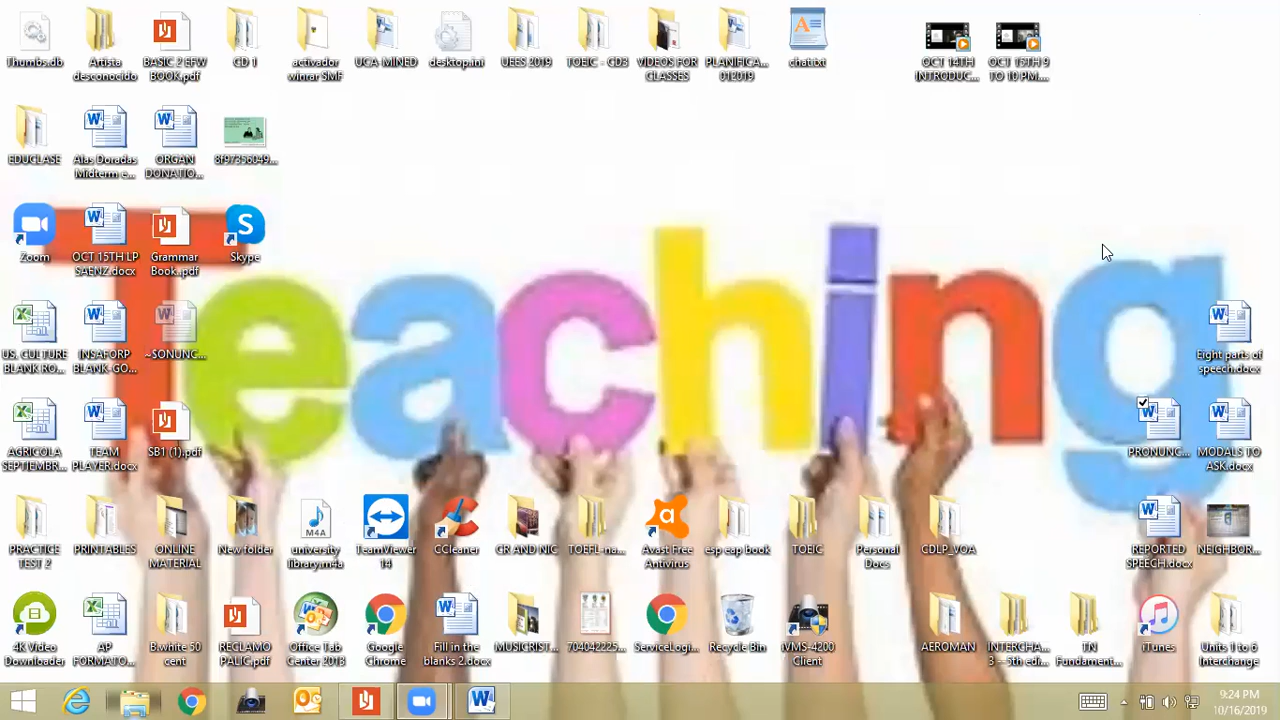 Thumbs.db
Artista
desconocido
BASIC 2 EFW
BOOK.pdf
CD 1
activador
winrar SMF
UCA-MINED
desktop.ini
UEES 2019
TOEIC - CD3
VIDEOS FOR
CLASSES
PLANIFICA...
012019
chat.txt
OCT 14TH
INTRODUC...
OCT 15TH 9
TO 10 PM....
EDUCLASE
Alas Doradas
Midterm e...
ORGAN
DONATIO...
8f97356049...
Zoom
OCT 15TH LP
SAENZ.docx
Grammar
Book..pdf
Skype
Teaching
US. CULTURE
BLANK RO...
INSAFORP
BLANK-GO...
~SONUNC...
Eight parts of
speech.docx
AGRICOLA
SEPTIEMBR...
TEAM
PLAYER.docx
SB1 (1).pdf
PRONUNC...
MODALS TO
ASK.docx
PRACTICE
TEST 2
PRINTABLES
ONLINE
MATERIAL
New folder
university
library.m4a
M4A
TeamViewer
14
CCleaner
CR AND NIC
TOEFL-na...
Avast Free
Antivirus
esp cap book
TOEIC
Personal
Docs
CDLP_VOA
REPORTED
SPEECH.docx
NEIGHBOR...
4K Video
Downloader
AP
FORMATO...
B.white 50
cent
RECLAMO
PALIC.pdf
Office Tab
Center 2013
Google
Chrome
Fill in the
blanks 2.docx
MUSICRIST...
704042225...
ServiceLogi...
Recycle Bin
iVMS-4200
Client
AEROMAN
INTERCHA...
3 --5th edi...
TN
Fundament...
iTunes
Units 1 to 6
Interchange
9:24 PM
10/16/2019